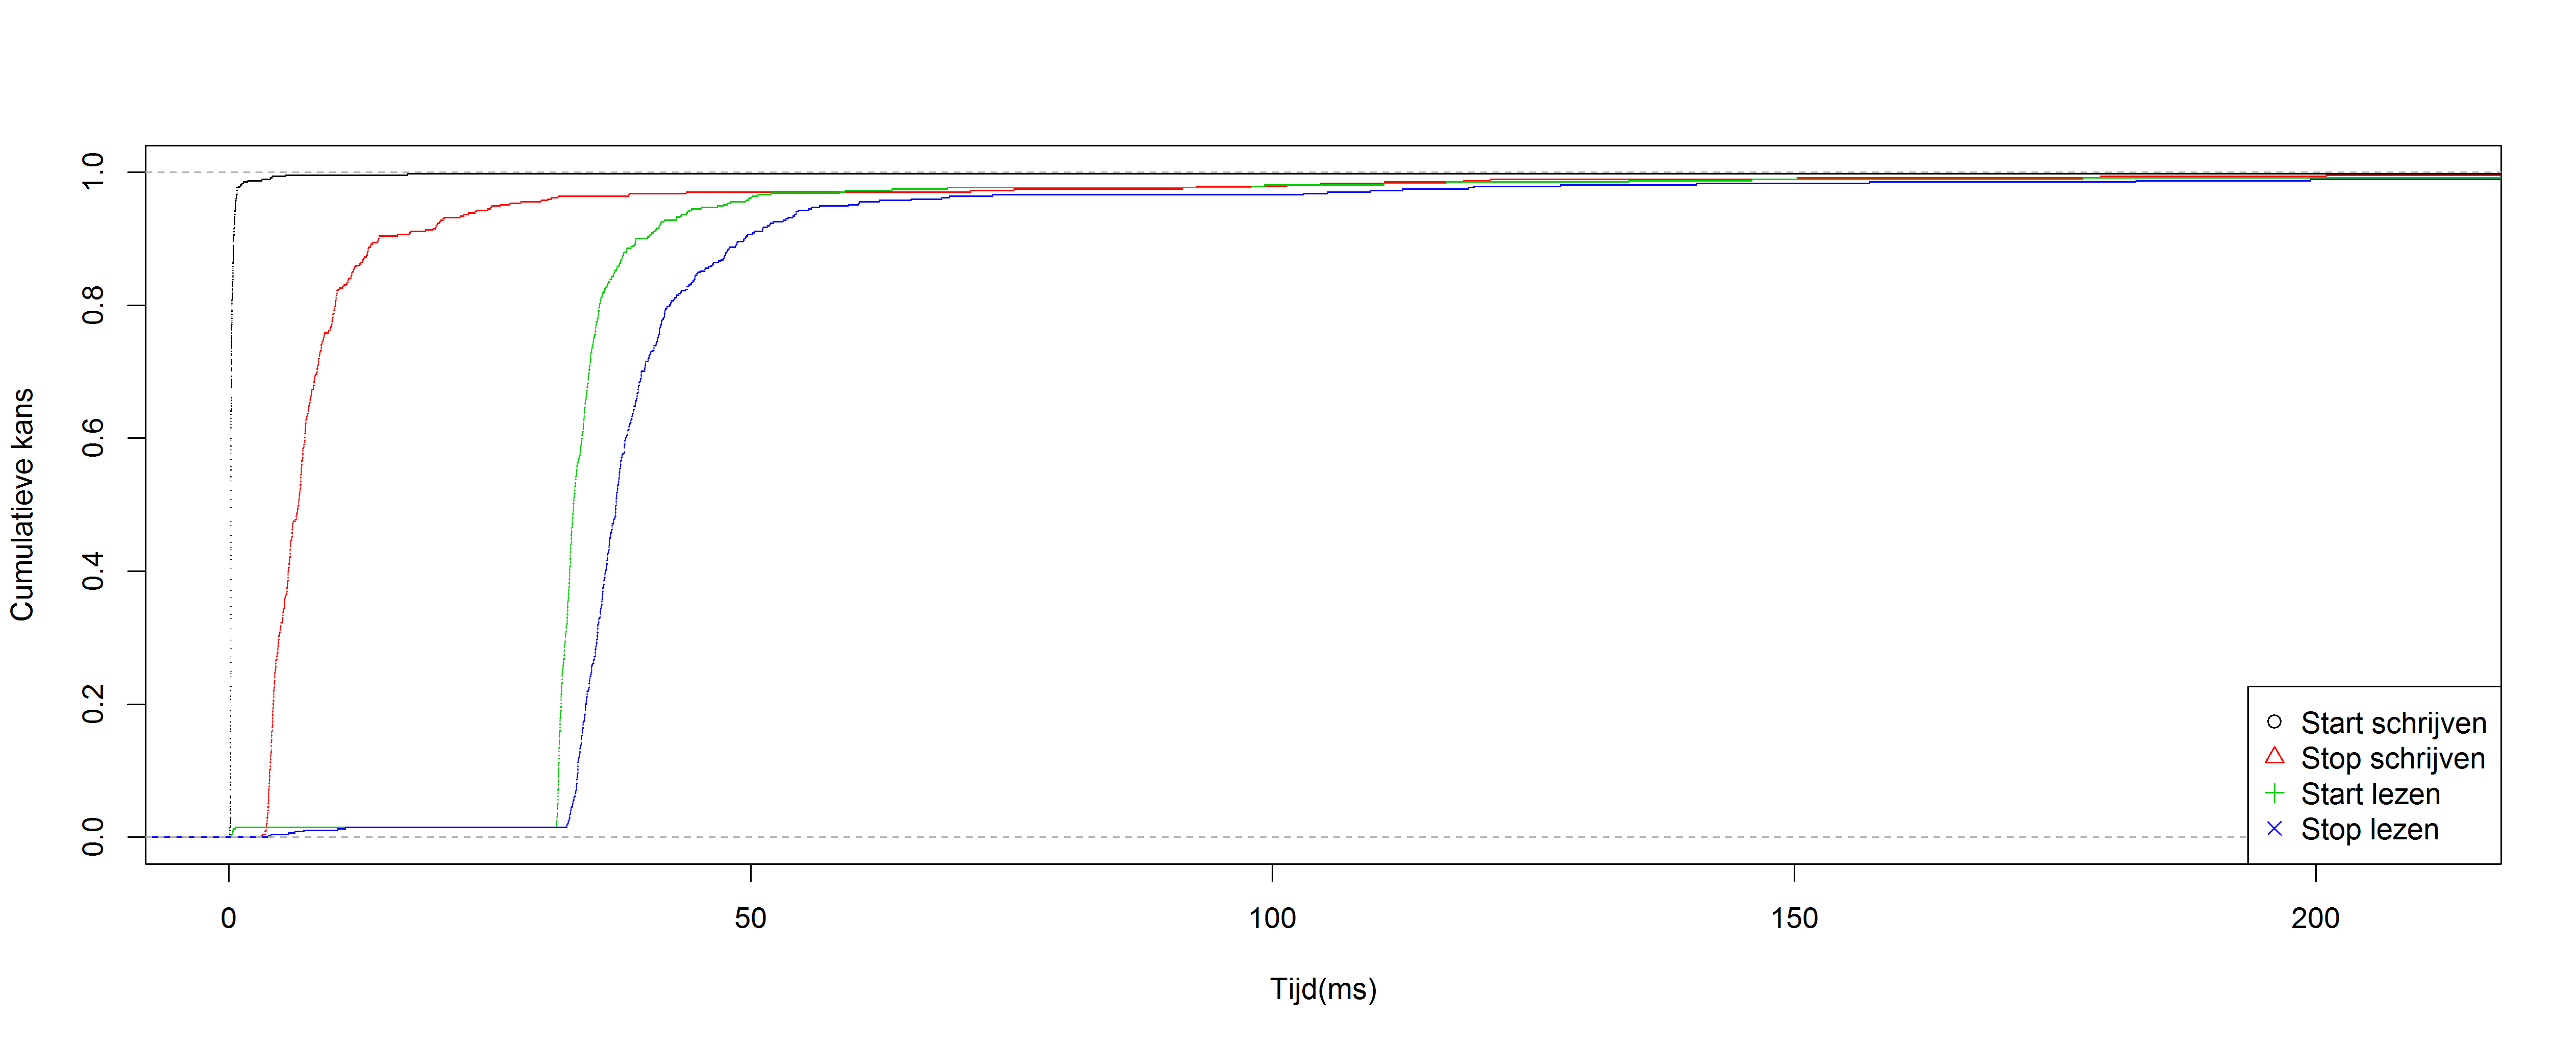 Cumulatieve kans
1.0
0.8
0.6
0.4
0.2
0.0
Start schrijven
Stop schrijven
Start lezen
Stop lezen
0 50 100 150 200
Tijd(ms)